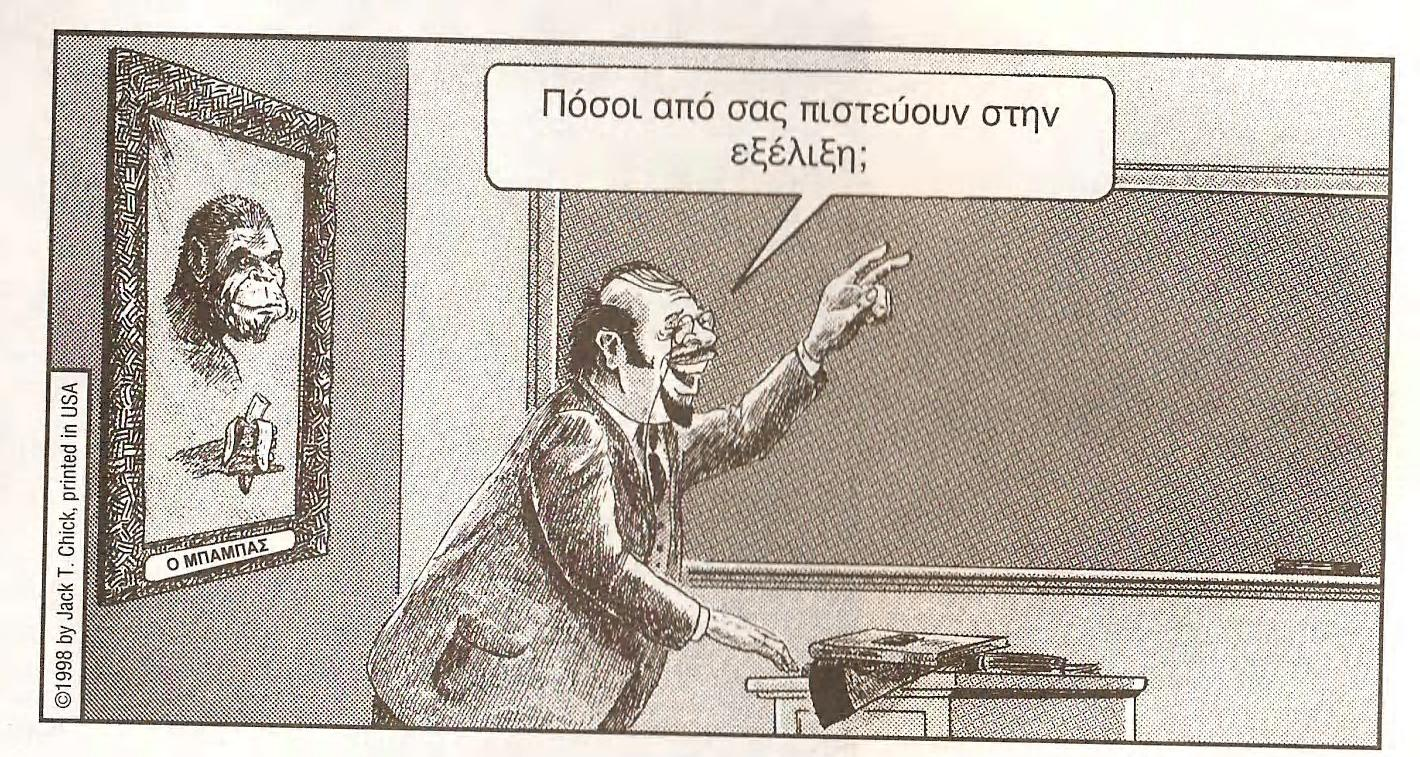 Πόσοι από σας πιστεύουν στην
εξέλιξη;
Ο ΜΠΑΜΠΑΣ
©1998 by Jack T. Chick, printed in USA